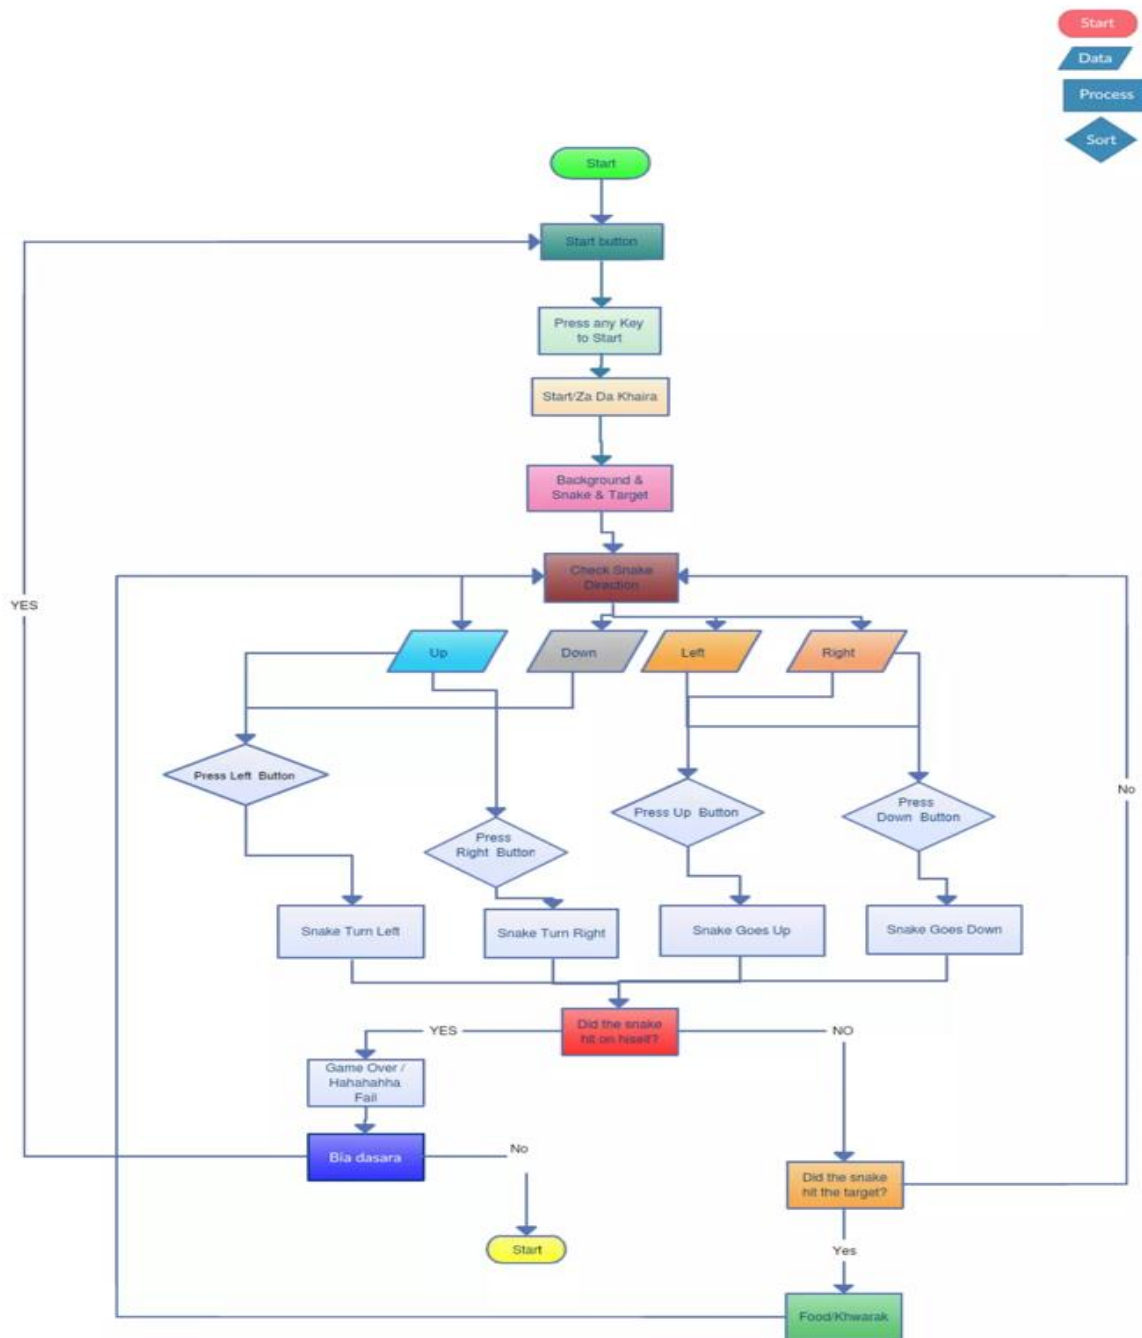 Start
Data
Process
Sort
Start
Start button
Press any Key
to Start
Start/Za Da Khaira
Background &
Snake & Target
Check Snake
Direction
YES
Up
Down
Left
Right
Press Left Button
Press
Right Button
Press Up Button
Press
Down Button
No
Snake Turn Left
Snake Turn Right
Snake Goes Up
Snake Goes Down
Did the snake
hit on hiself?
YES
NO
Game Over /
Hahahahha
Fail
Bia dasara
No
Did the snake
hit the target?
Start
Yes
Food/Khwarak